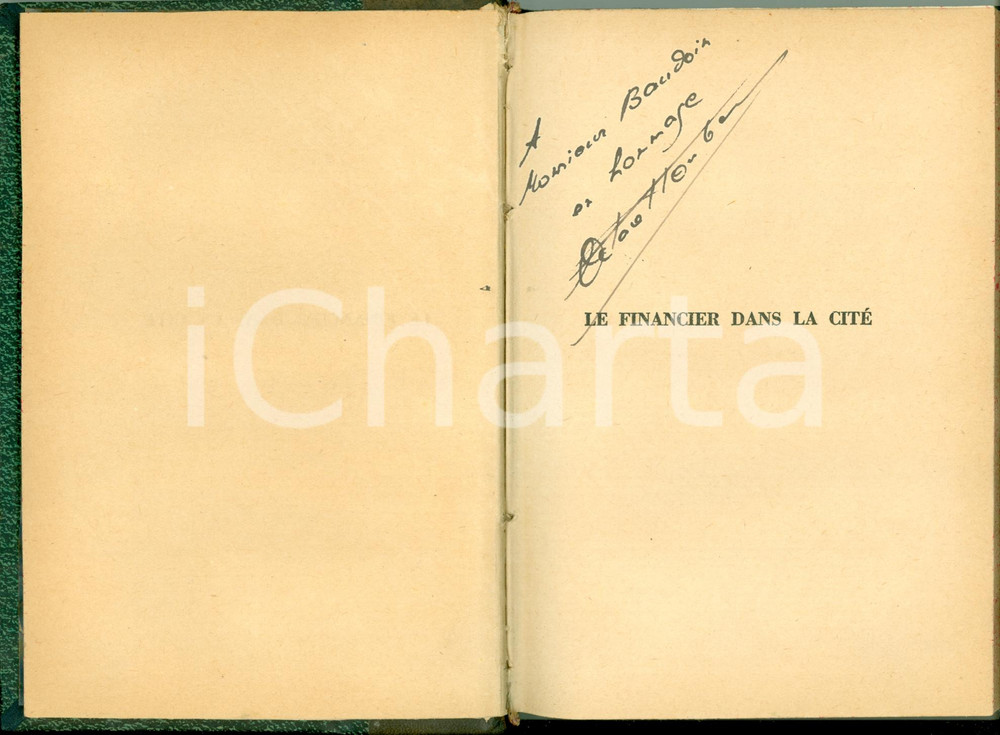 A
Monsieur Baudoin
en hommage
LE FINANCIER DANS LA CITÉ
iCharta